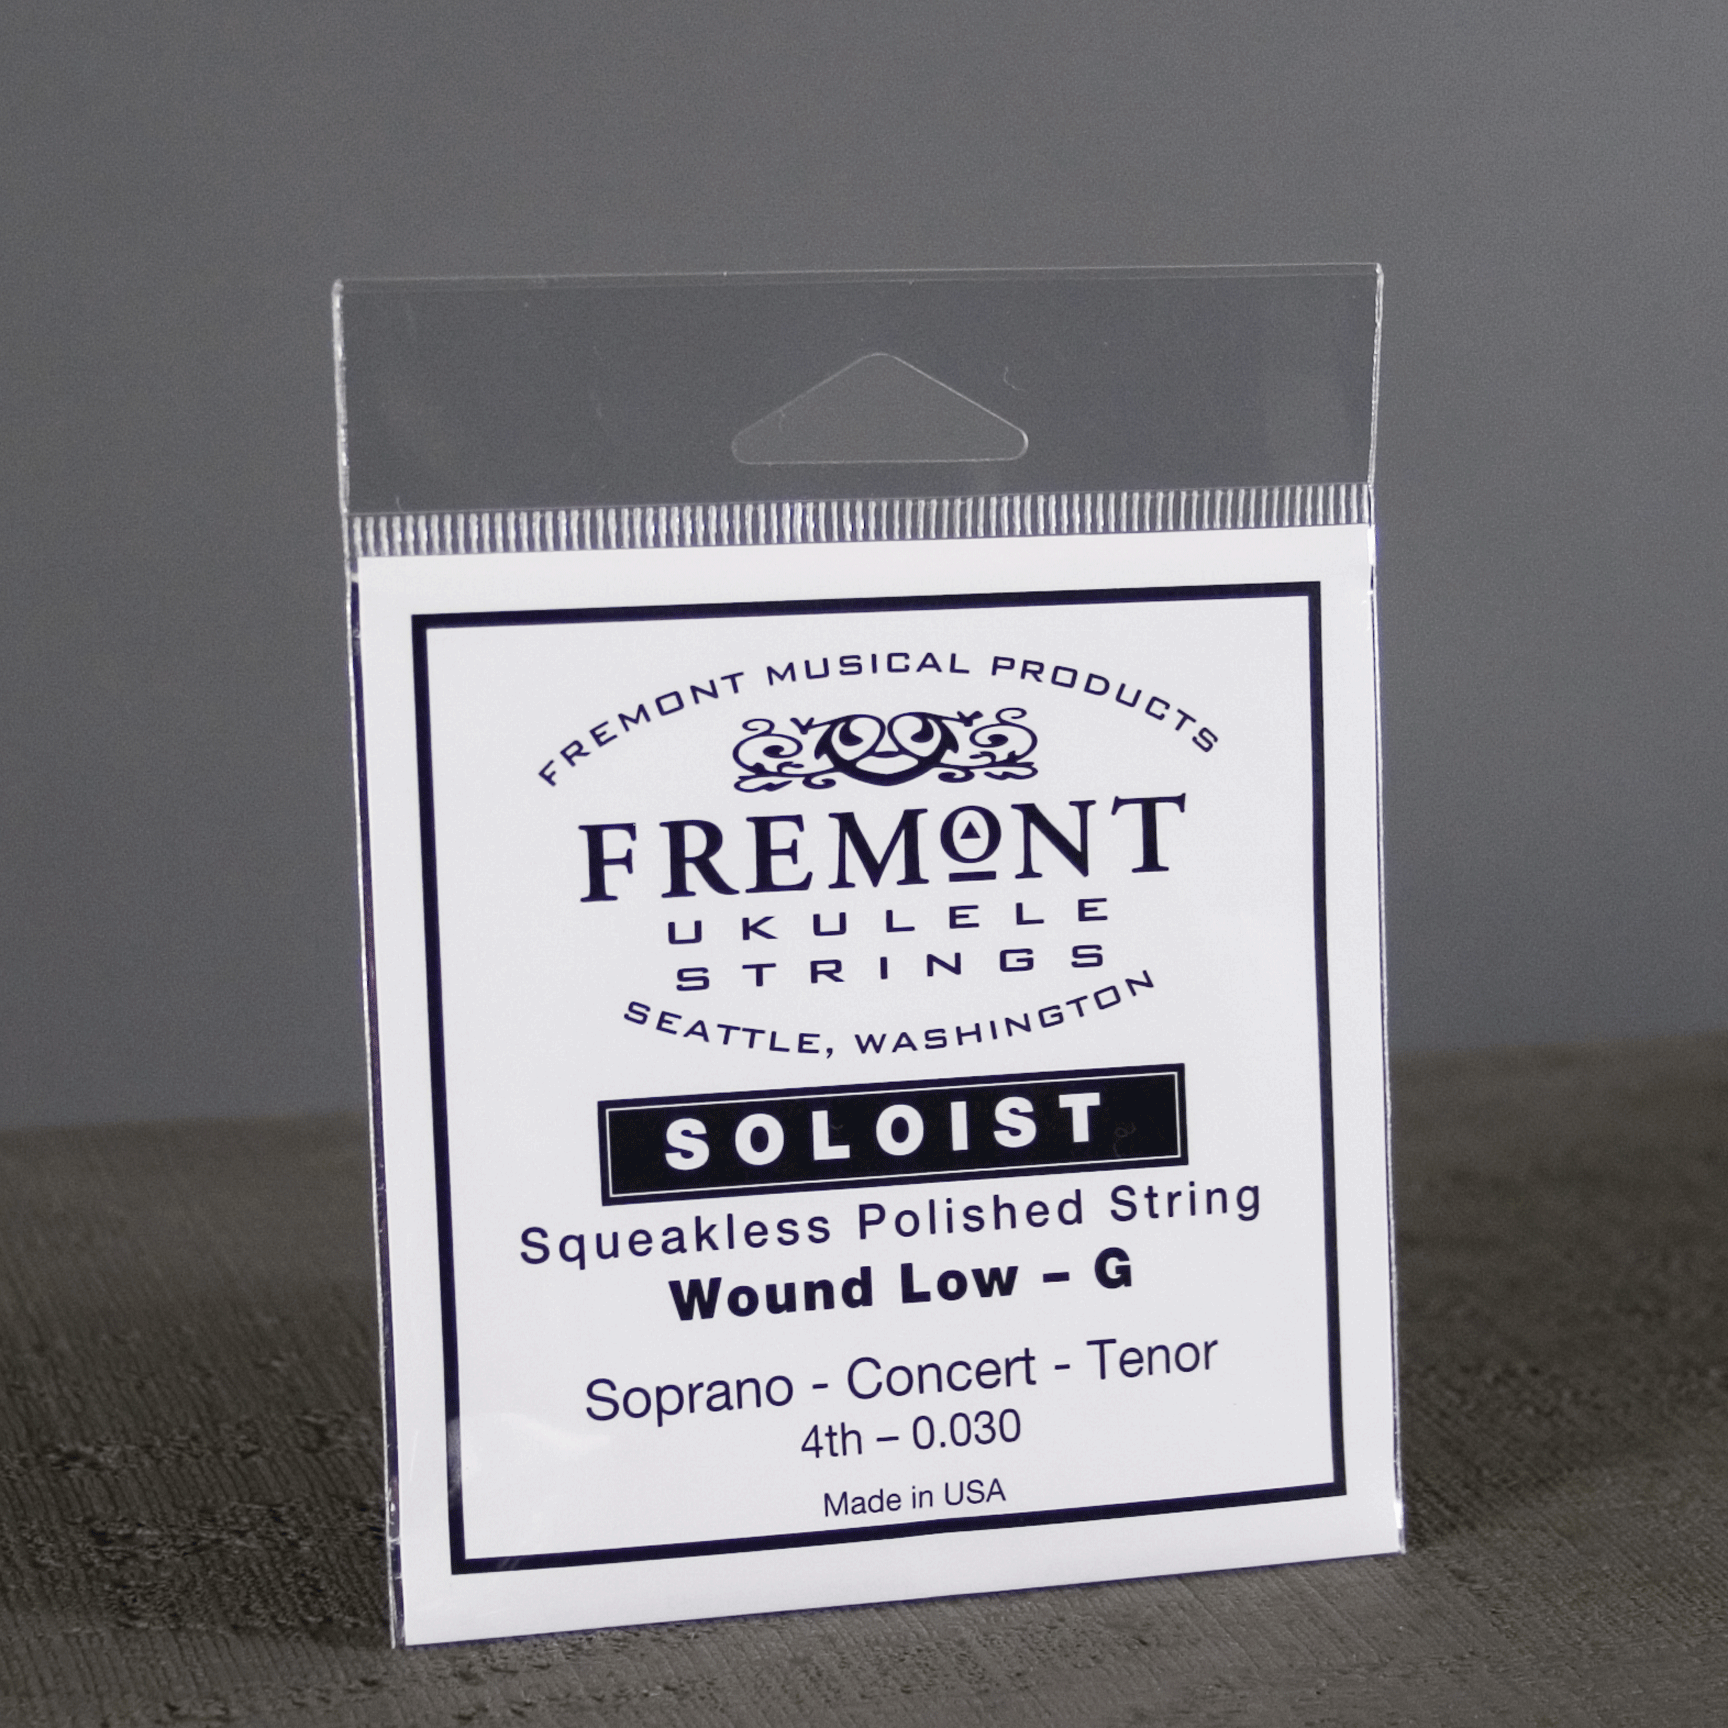 FREMONT MUSICAL PRODUCTS
FREMONT
UKULELE
STRINGS
SEATTLE, WASHINGTON
SOLOIST
Squeakless Polished String
Wound Low – G
Soprano - Concert - Tenor
4th – 0.030
Made in USA